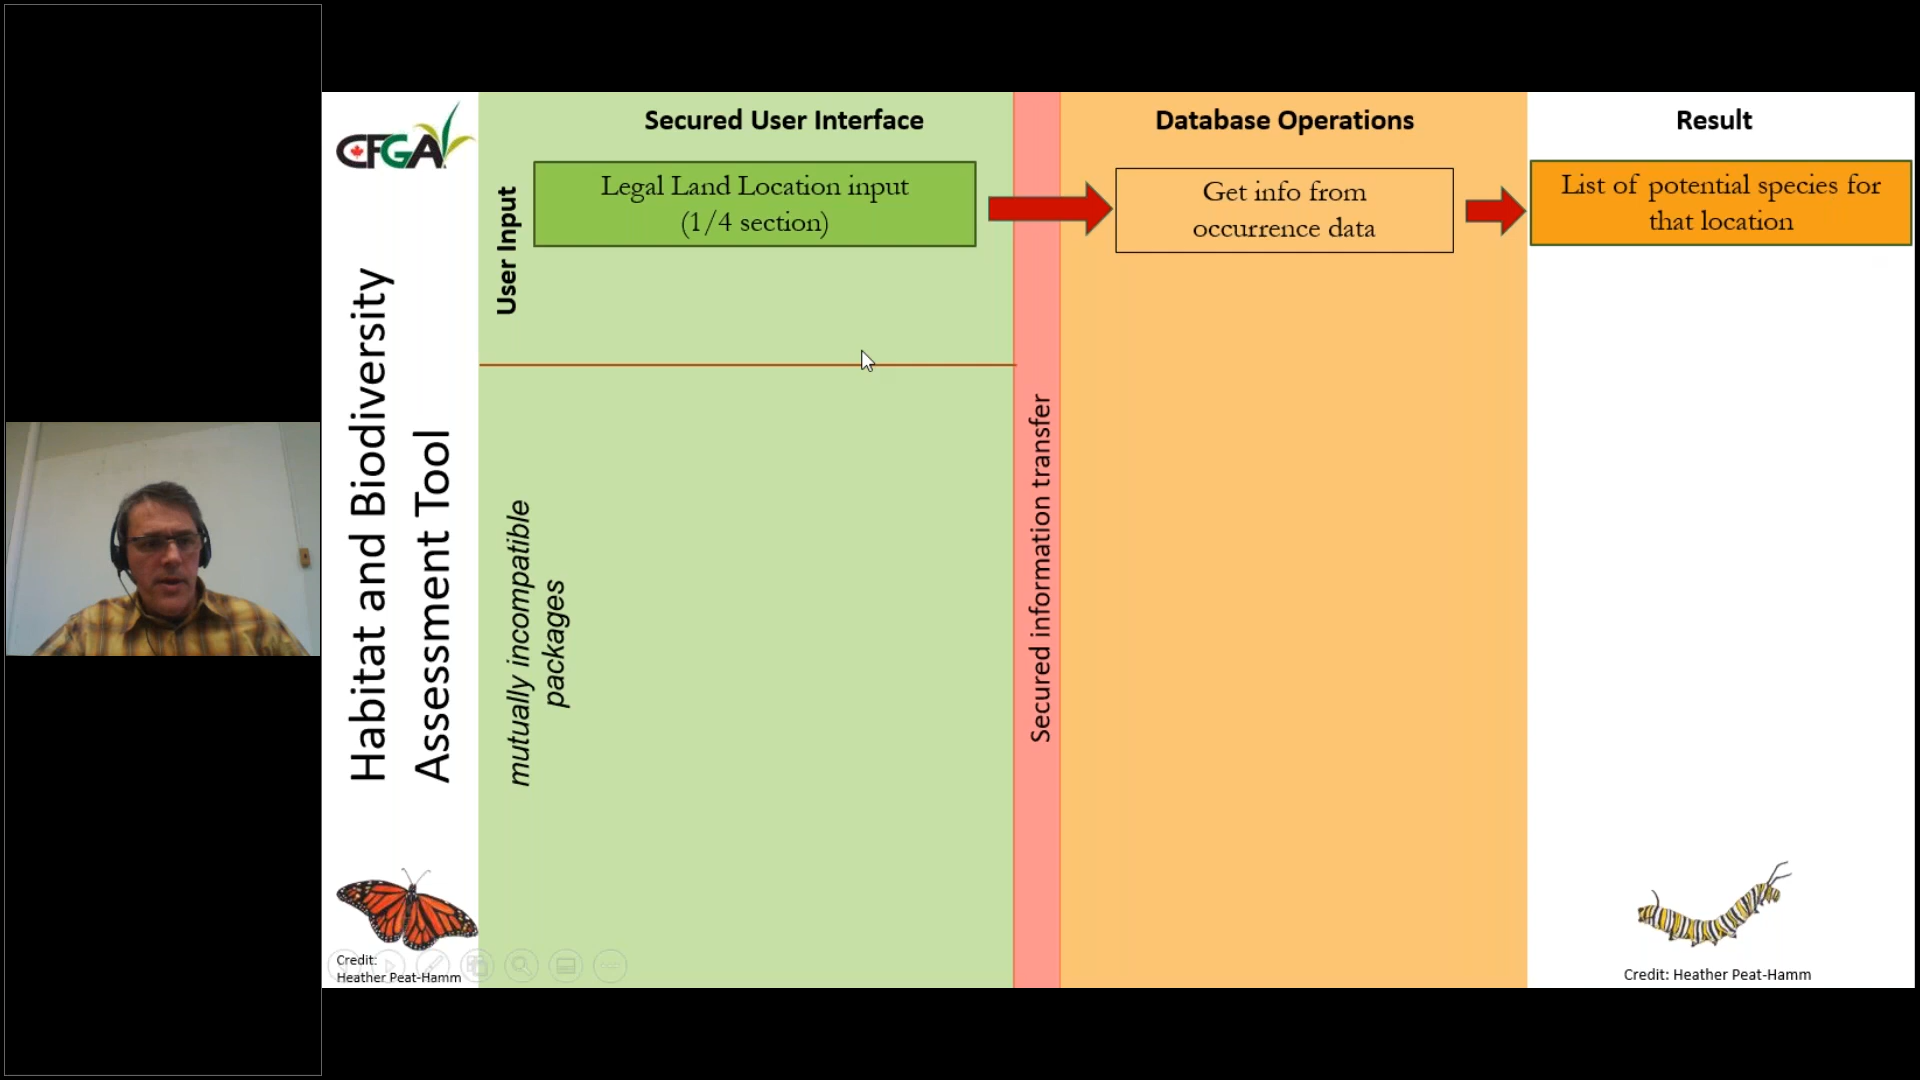 CFGA
Habitat and Biodiversity
Assessment Tool
Credit:
Heather Peat-Hamm
Secured User Interface
User Input
Legal Land Location input
(1/4 section)
mutually incompatible
packages
Secured information transfer
Database Operations
Get info from
occurrence data
Result
List of potential species for
that location
Credit: Heather Peat-Hamm